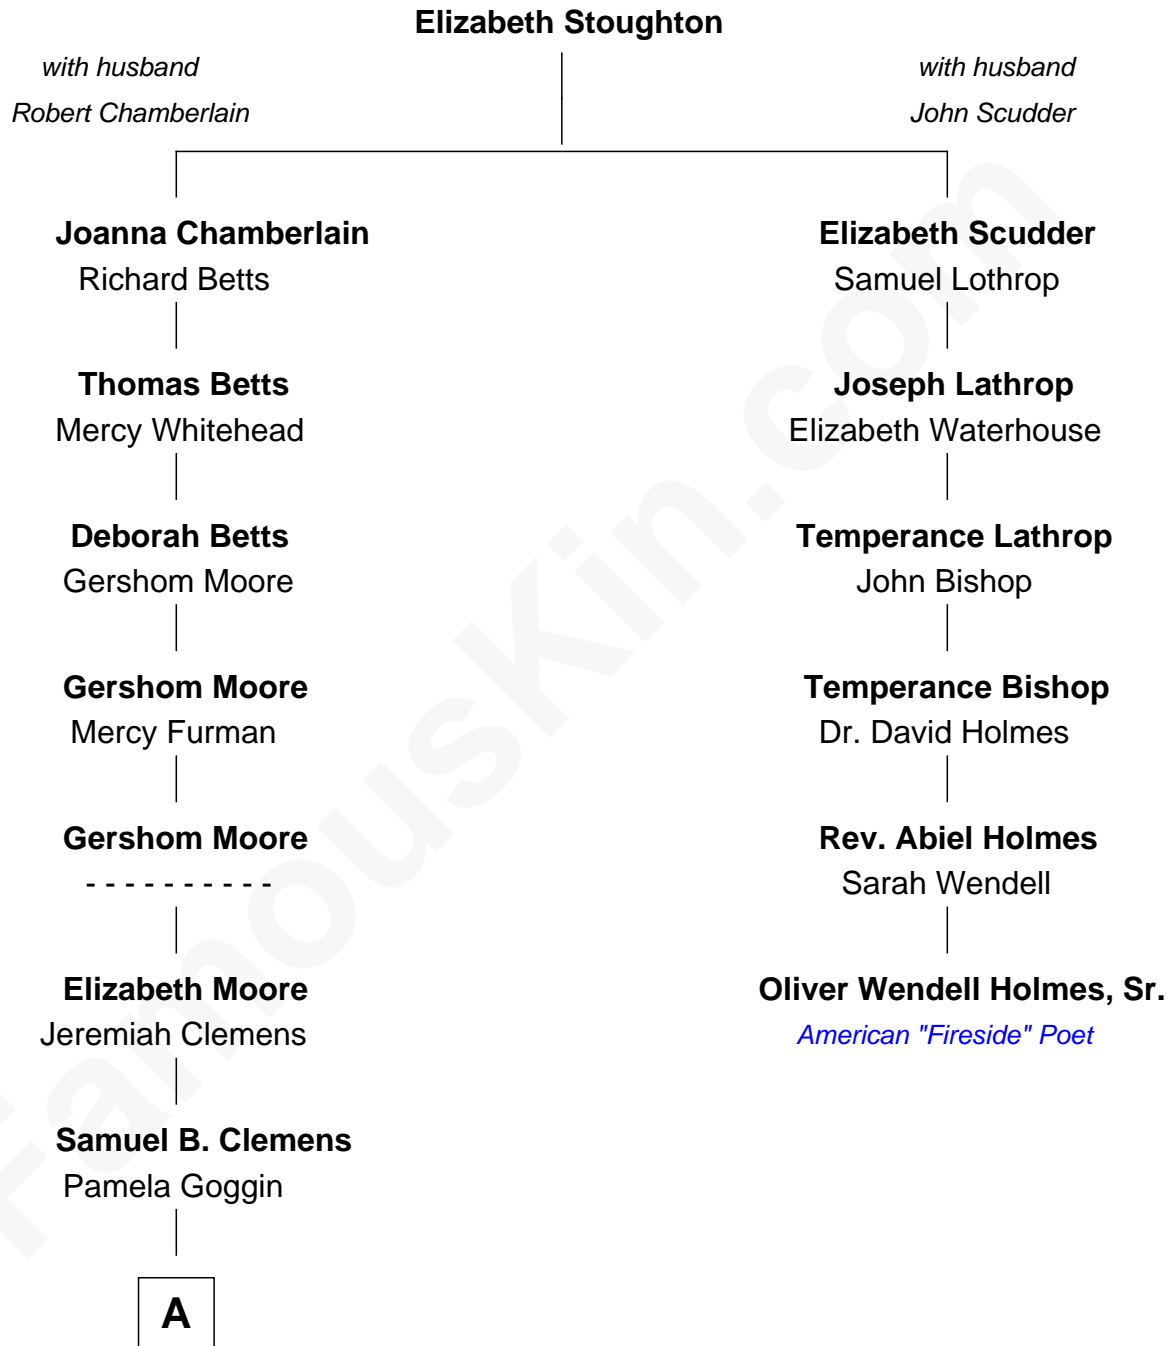 Elizabeth Stoughton
with husband
Robert Chamberlain
with husband
John Scudder
Joanna Chamberlain
Richard Betts
Thomas Betts
Mercy Whitehead
Deborah Betts
Gershom Moore
Gershom Moore
Mercy Furman
Gershom Moore
- - - - - - - - - -
Elizabeth Moore
Jeremiah Clemens
Samuel B. Clemens
Pamela Goggin
A
Elizabeth Scudder
Samuel Lothrop
Joseph Lathrop
Elizabeth Waterhouse
Temperance Lathrop
John Bishop
Temperance Bishop
Dr. David Holmes
Rev. Abiel Holmes
Sarah Wendell
Oliver Wendell Holmes, Sr.
American "Fireside" Poet
FamousKin.com